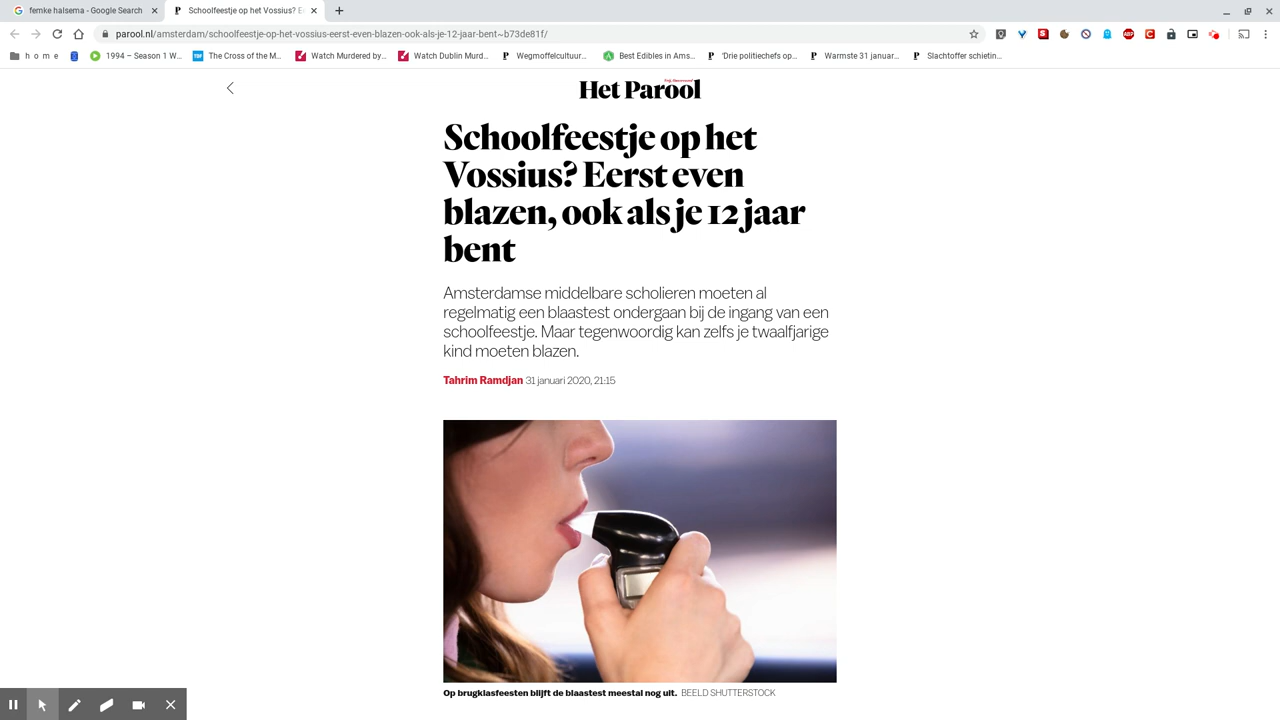 femke halsema - Google Search
Schoolfeestje op het Vossius? E
parool.nl/amsterdam/schoolfeestje-op-het-vossius-eerst-even-blazen-ook-als-je-12-jaar-bent~b73de81f/
h o m e
1994 – Season 1 W...
The Cross of the M...
Watch Murdered by...
Watch Dublin Murd...
Wegmoffelcultuur...
Best Edibles in Ams...
'Drie politiechefs op...
Warmste 31 januar...
Slachtoffer schietin...
Het Parool
Schoolfeestje op het
Vossius? Eerst even
blazen, ook als je 12 jaar
bent
Amsterdamse middelbare scholieren moeten al
regelmatig een blaastest ondergaan bij de ingang van een
schoolfeestje. Maar tegenwoordig kan zelfs je twaalfjarige
kind moeten blazen.
Tahrim Ramdjan 31 januari 2020, 21:15
Op brugklasfeesten blijft de blaastest meestal nog uit. BEELD SHUTTERSTOCK